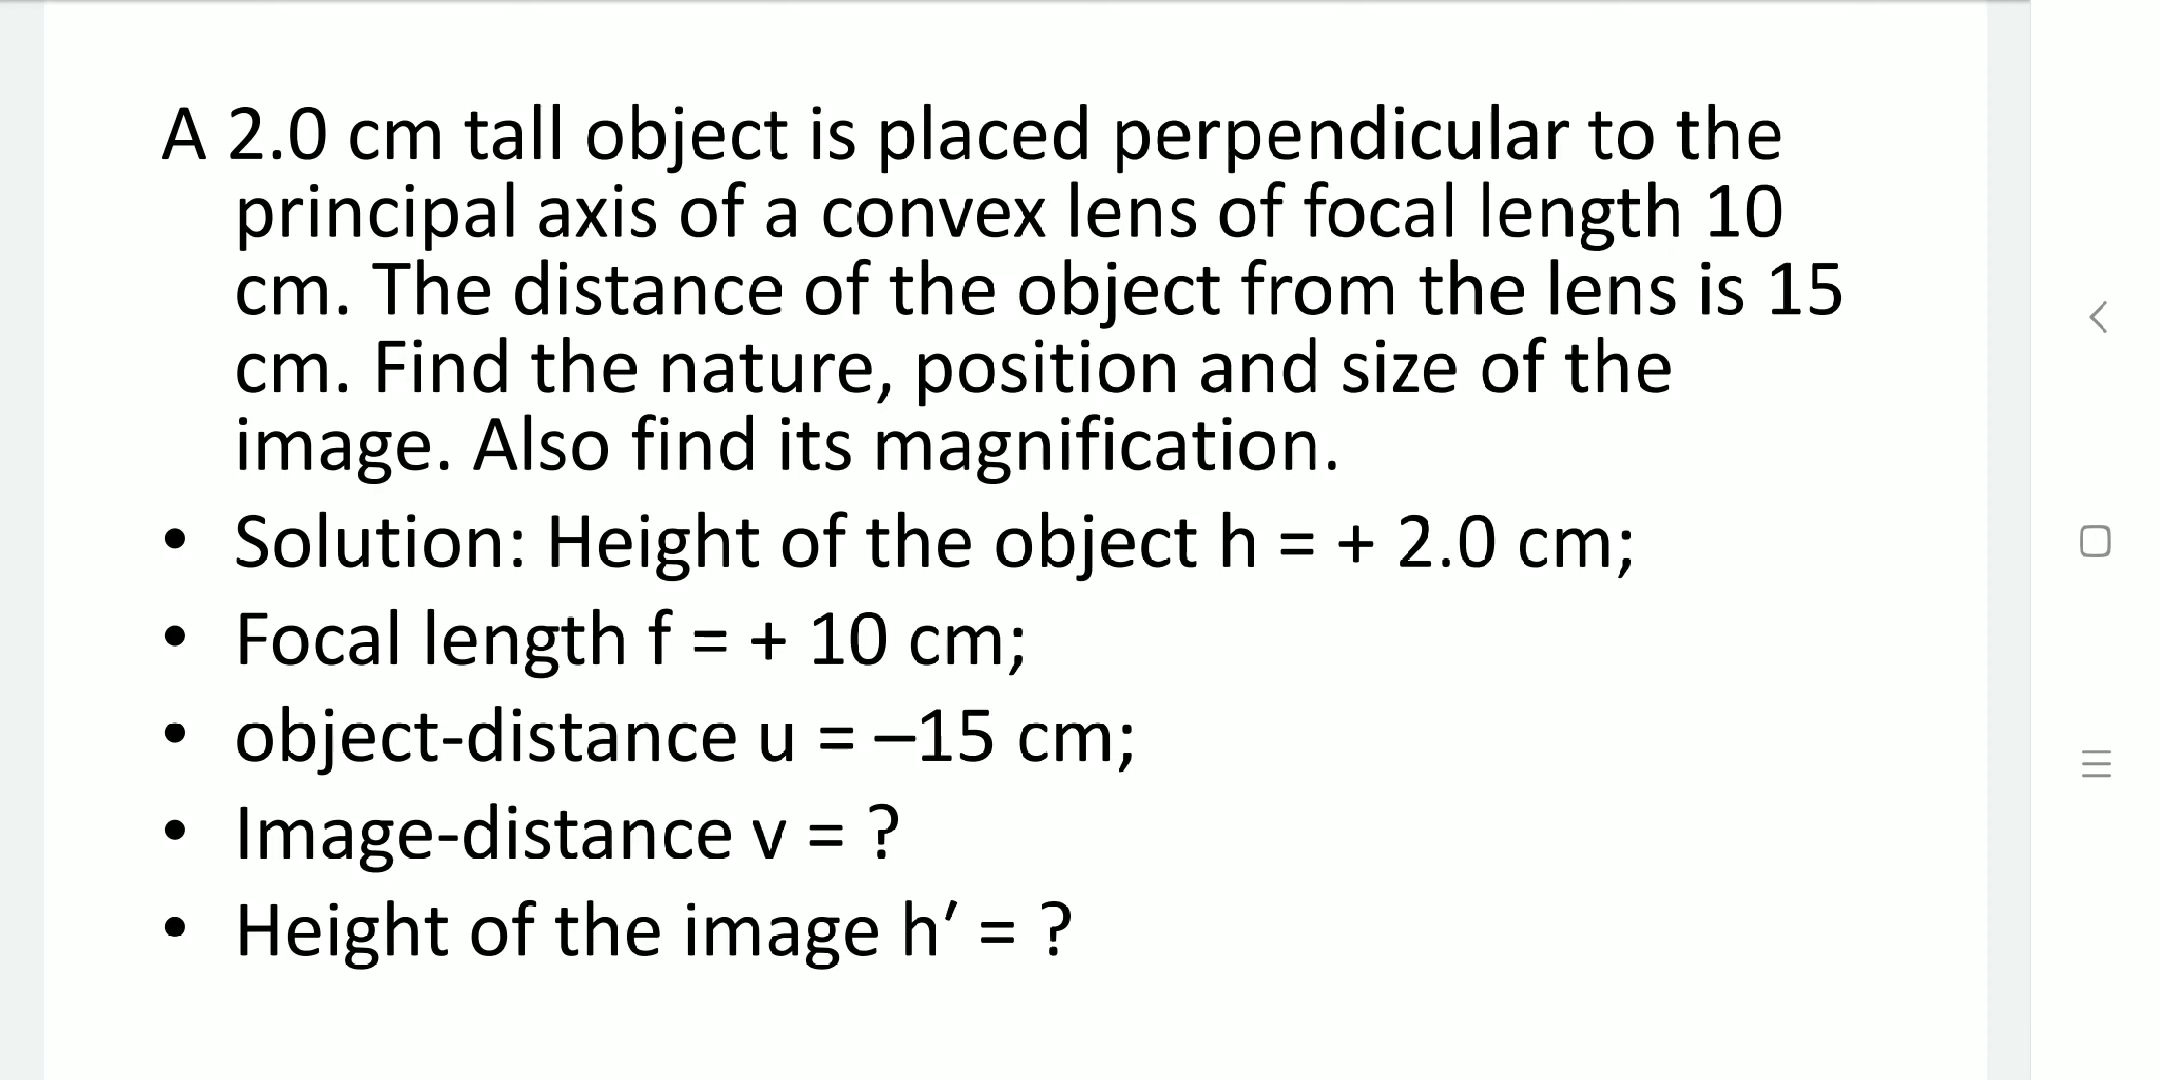 A 2.0 cm tall object is placed perpendicular to the
principal axis of a convex lens of focal length 10
cm. The distance of the object from the lens is 15
cm. Find the nature, position and size of the
image. Also find its magnification.
• Solution: Height of the object h = + 2.0 cm;
• Focal length f = + 10 cm;
• object-distance u = –15 cm;
• Image-distance v = ?
• Height of the image h′ = ?